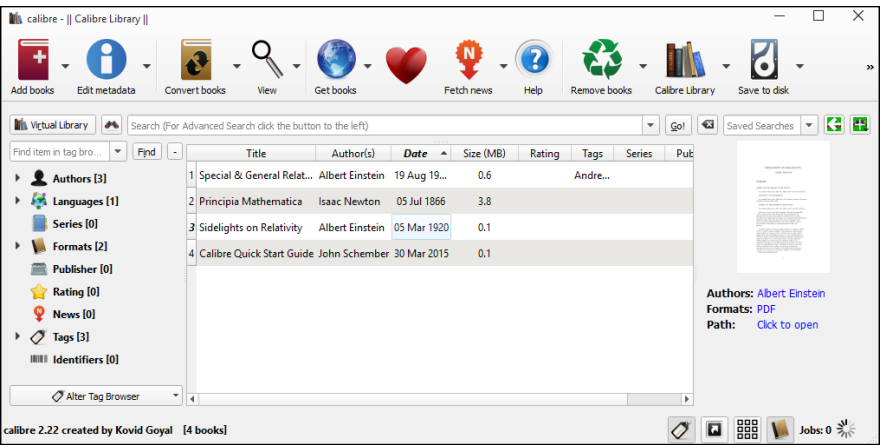 calibre - || Calibre Library ||
Add books
Edit metadata
Convert books
View
Get books
Fetch news
Help
Remove books
Calibre Library
Save to disk
»
Virtual Library
Search (For Advanced Search click the button to the left)
Go!
Saved Searches
Find item in tag bro...
Find
-
Title Author(s) Date Size (MB) Rating Tags Series Pub
1 Special & General Relat... Albert Einstein 19 Aug 19... 0.6 Andre...
2 Principia Mathematica Isaac Newton 05 Jul 1866 3.8
3 Sidelights on Relativity Albert Einstein 05 Mar 1920 0.1
4 Calibre Quick Start Guide John Schember 30 Mar 2015 0.1
Authors [3]
Languages [1]
Series [0]
Formats [2]
Publisher [0]
Rating [0]
News [0]
Tags [3]
Identifiers [0]
Alter Tag Browser
Authors: Albert Einstein
Formats: PDF
Path: Click to open
calibre 2.22 created by Kovid Goyal [4 books]
Jobs: 0